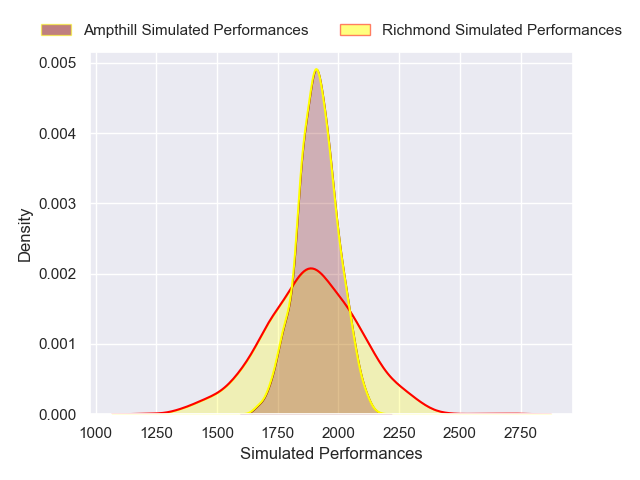 Ampthill Simulated Performances Richmond Simulated Performances
0.005
0.004
0.003
0.002
0.001
0.000
Density
1000 1250 1500 1750 2000 2250 2500 2750
Simulated Performances